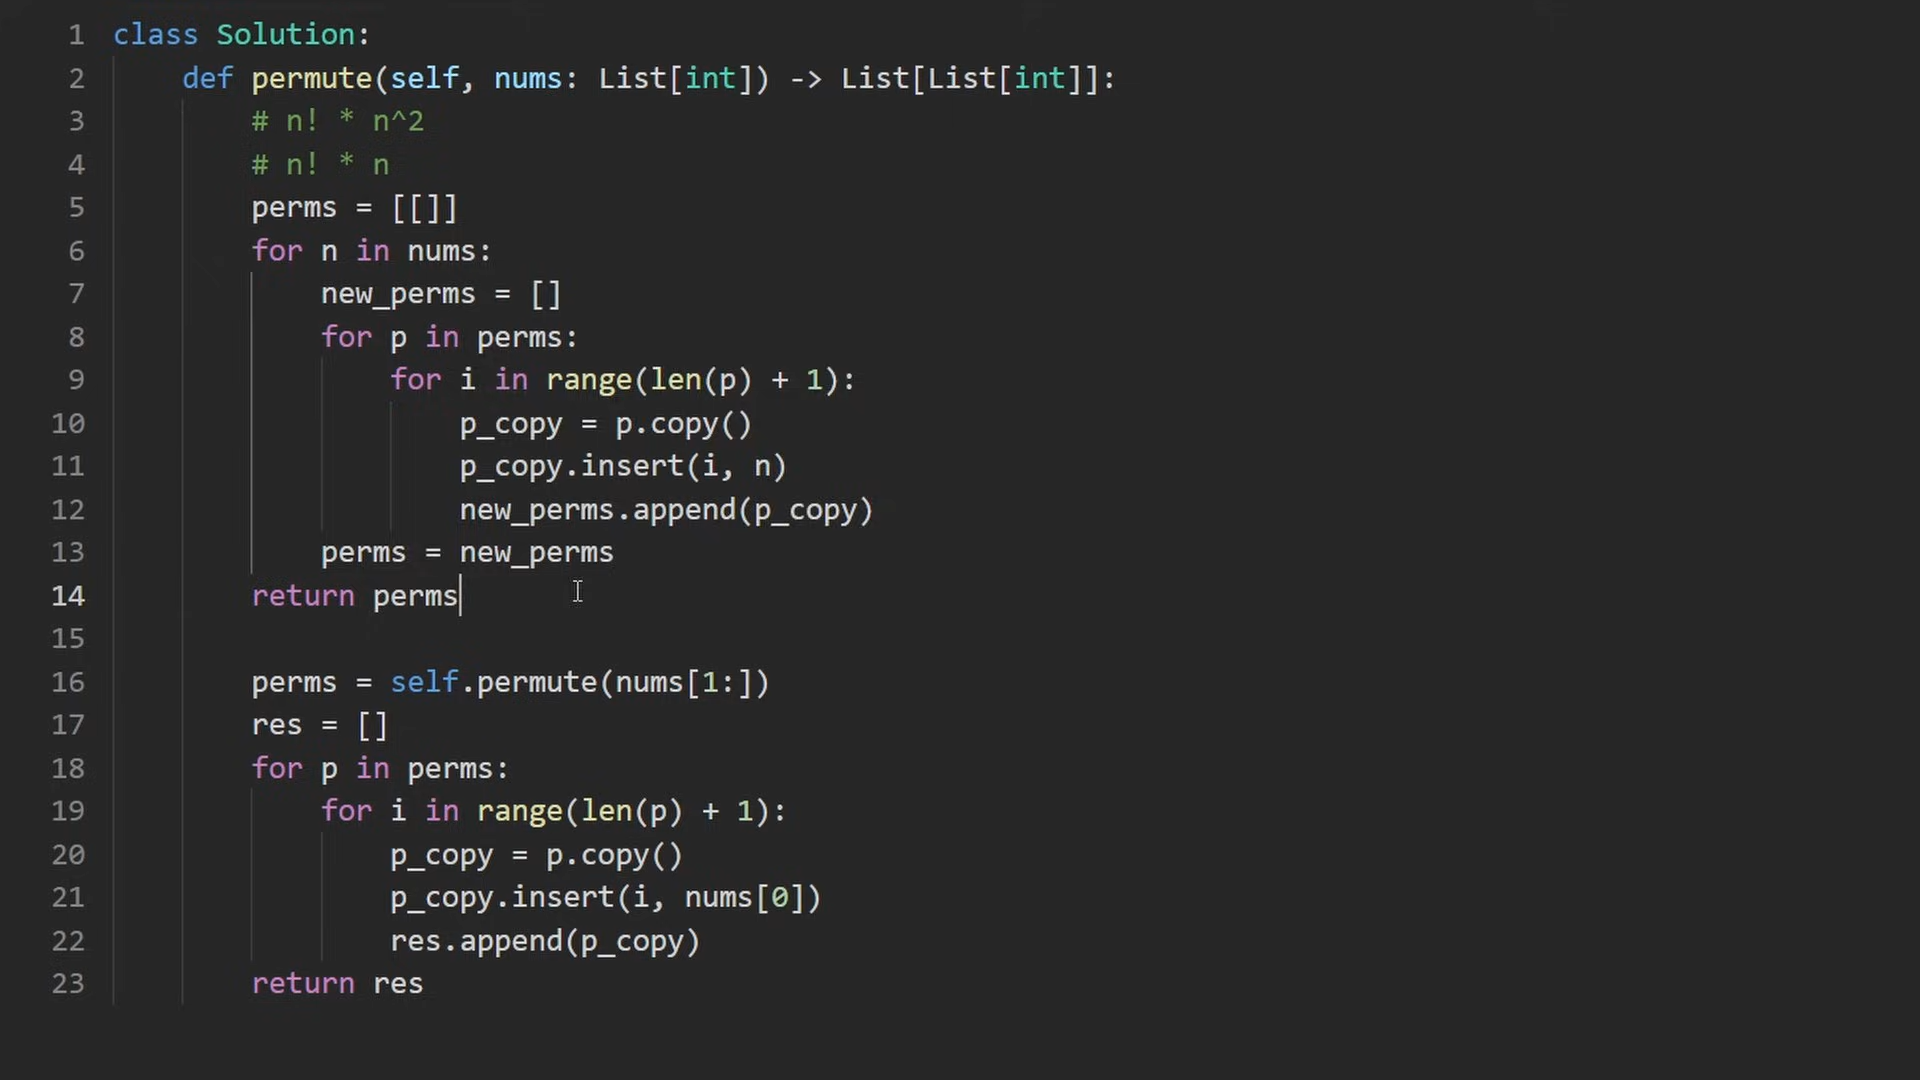 1 class Solution:
2 def permute(self, nums: List[int]) -> List[List[int]]:
3 # n! * n^2
4 # n! * n
5 perms = [[]]
6 for n in nums:
7 new_perms = []
8 for p in perms:
9 for i in range(len(p) + 1):
10 p_copy = p.copy()
11 p_copy.insert(i, n)
12 new_perms.append(p_copy)
13 perms = new_perms
14 return perms
15
16 perms = self.permute(nums[1:])
17 res = []
18 for p in perms:
19 for i in range(len(p) + 1):
20 p_copy = p.copy()
21 p_copy.insert(i, nums[0])
22 res.append(p_copy)
23 return res